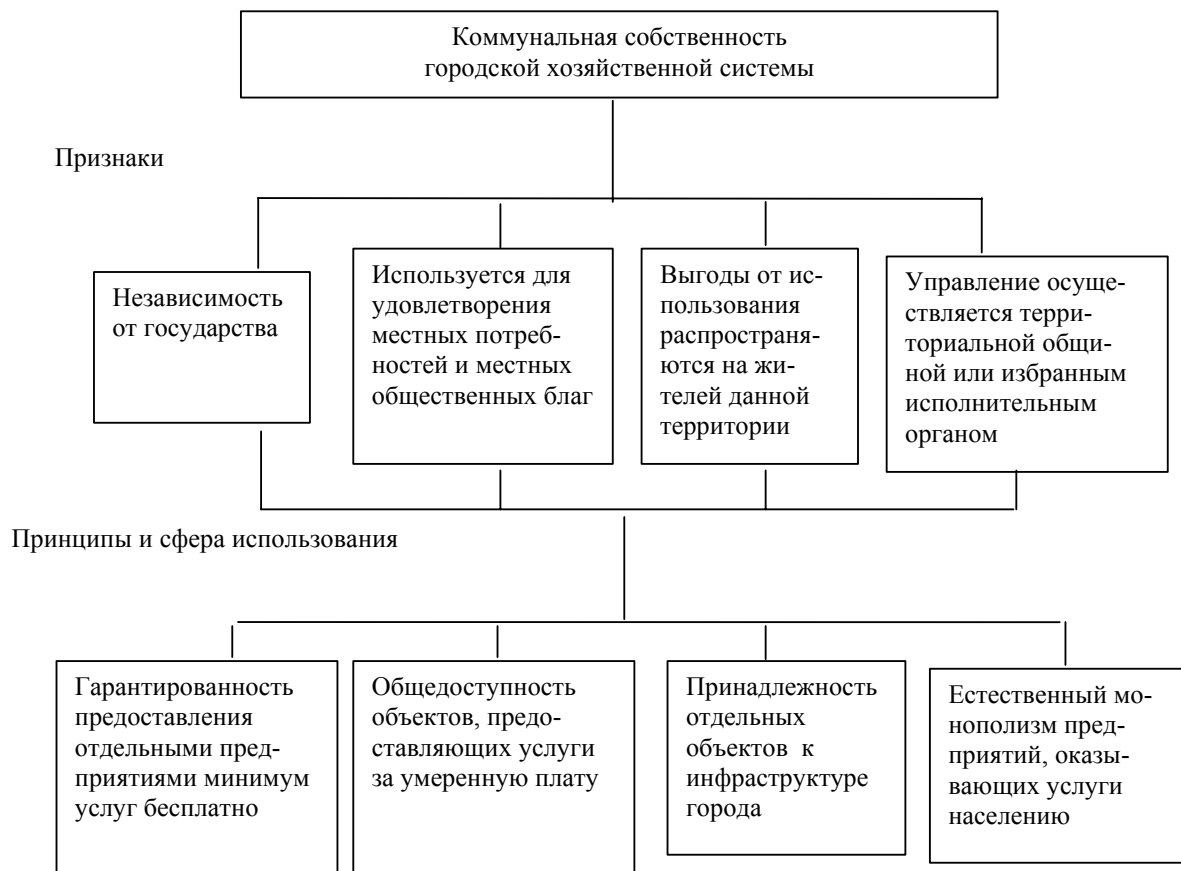 Коммунальная собственность
городской хозяйственной системы
Признаки
Независимость
от государства
Используется для
удовлетворения
местных потреб-
ностей и местных
общественных благ
Выгоды от ис-
пользования
распространя-
ются на жи-
телей данной
территории
Управление осуще-
ствляется терри-
ториальной общи-
ной или избранным
исполнительным
органом
Принципы и сфера использования
Гарантированность
предоставления
отдельными пред-
приятиями минимум
услуг бесплатно
Общедоступность
объектов, предо-
ставляющих услуги
за умеренную плату
Принадлежность
отдельных
объектов к
инфраструктуре
города
Естественный мо-
нополизм пред-
приятий, оказы-
вающих услуги
населению